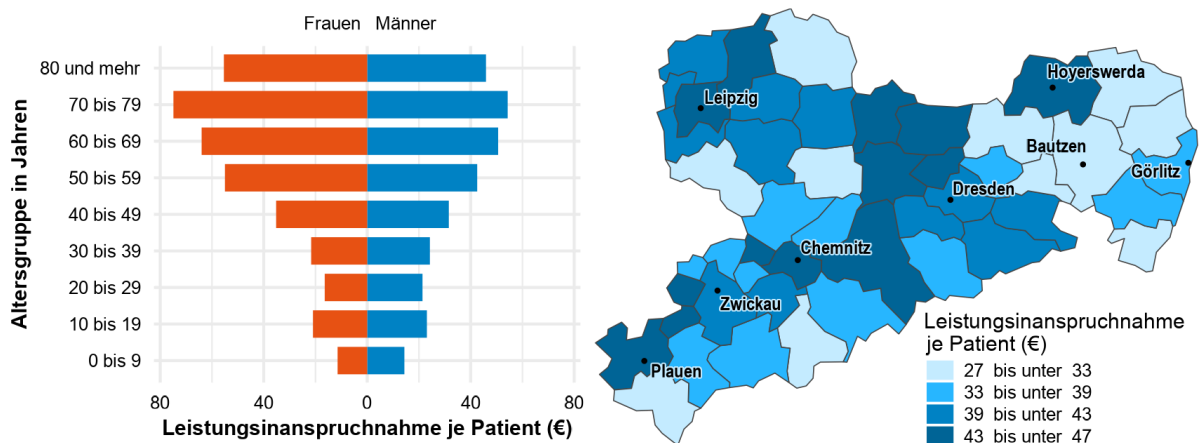 Frauen Männer
Altersgruppe in Jahren
80 und mehr
70 bis 79
60 bis 69
50 bis 59
40 bis 49
30 bis 39
20 bis 29
10 bis 19
0 bis 9
80 40 0 40 80
Leistungsinanspruchnahme je Patient (€)
Hoyerswerda
Leipzig
Bautzen
Görlitz
Dresden
Chemnitz
Zwickau
Plauen
Leistungsinanspruchnahme
je Patient (€)
27 bis unter 33
33 bis unter 39
39 bis unter 43
43 bis unter 47